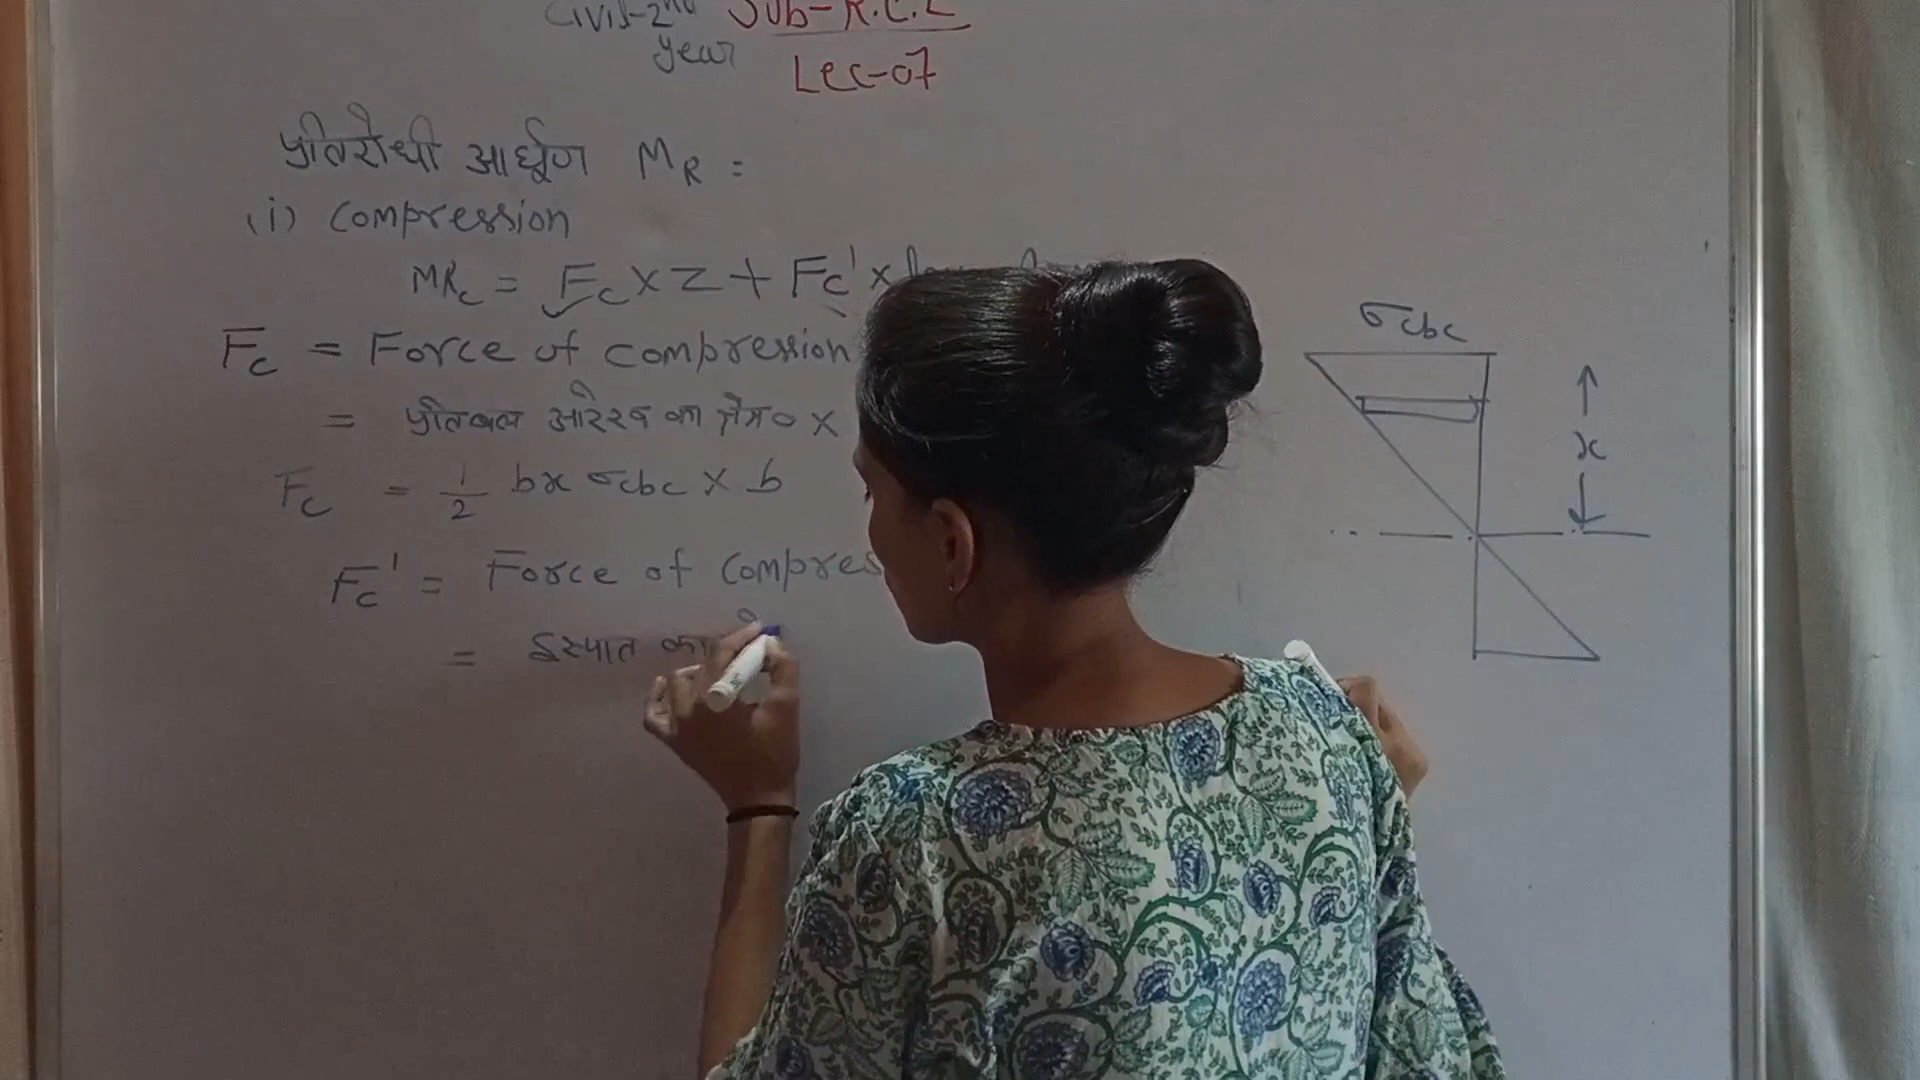 Civil-2nd Sub-R.C.C
year
Lec-07
प्रतिरोधी आर्घूण MR =
(i) Compression
MRc = Fc x z + Fc' x
Fc = Force of compression
= प्रतिबल आरेख का क्षेत्र० x
Fc = 1/2 bx σcbc x b
Fc' = Force of compres
= इस्पात का
σcbc
x